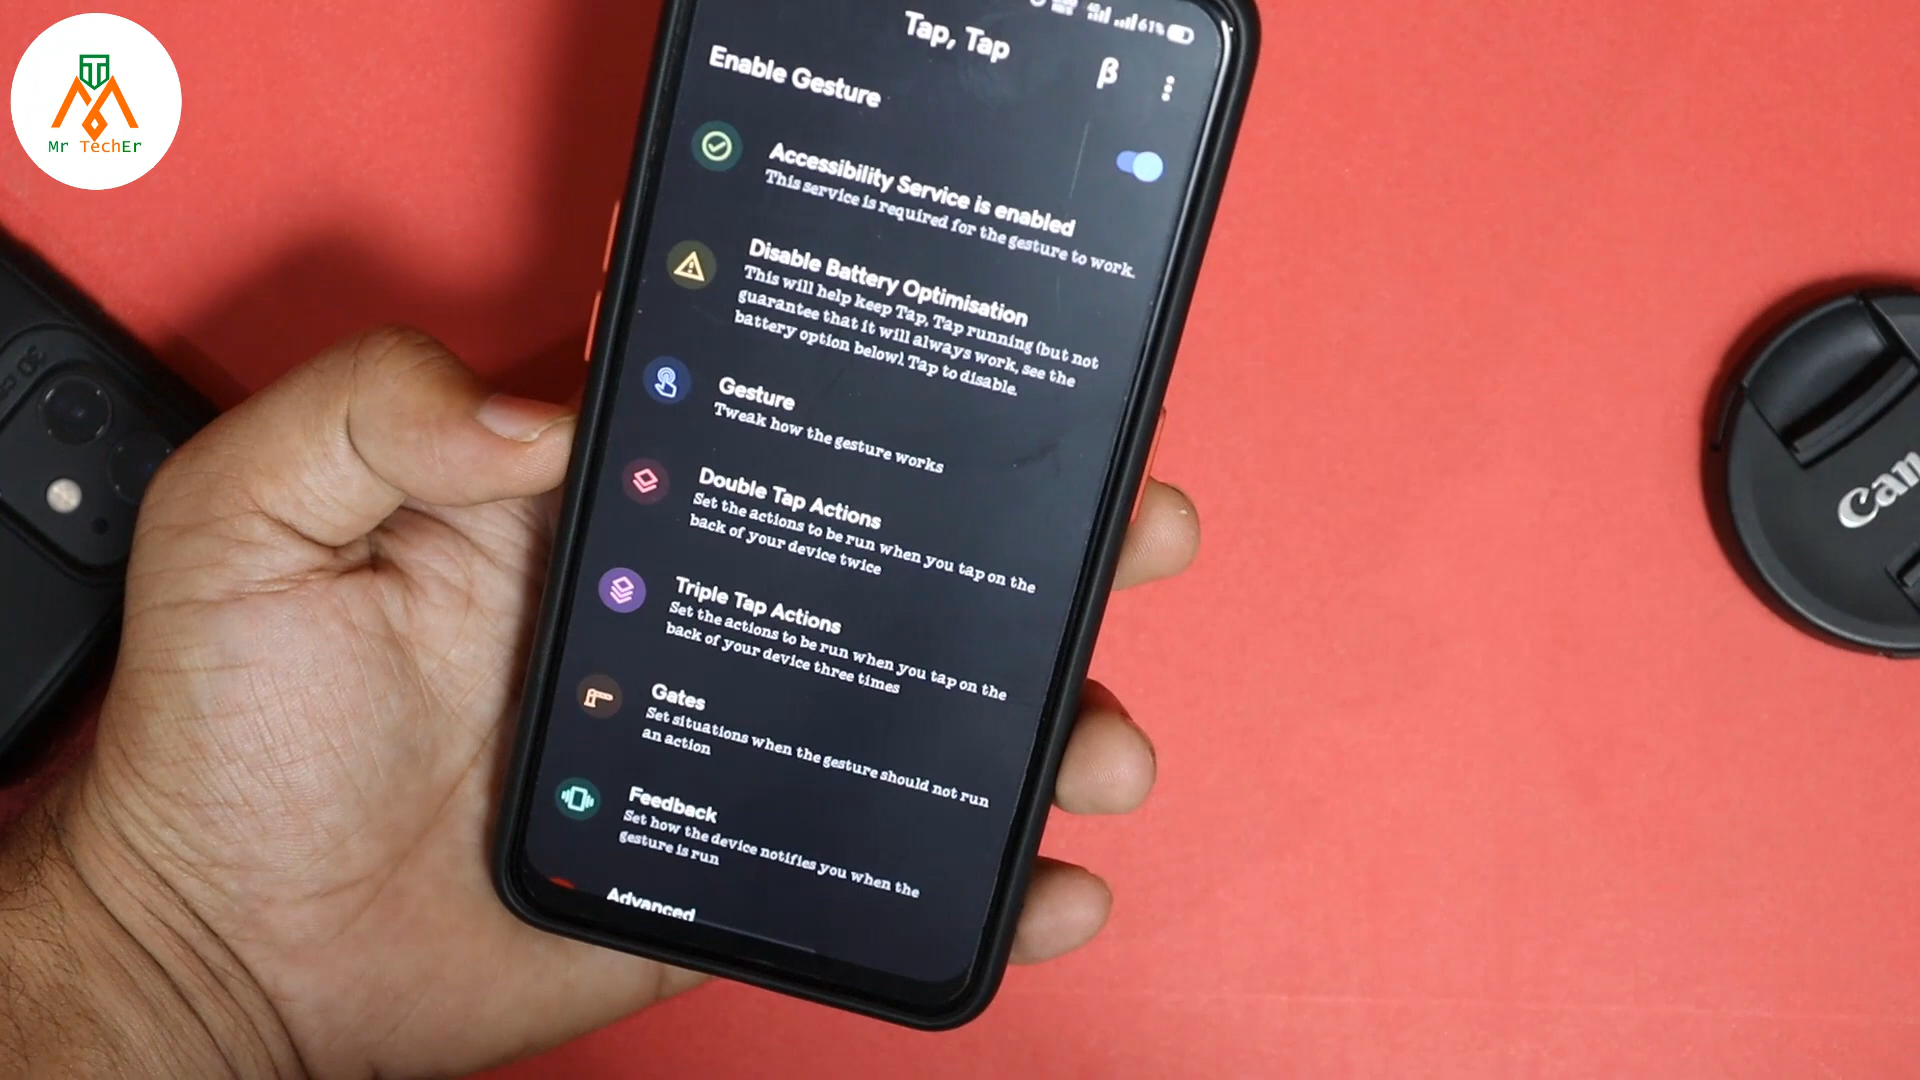 Mr TechEr
61%
Tap, Tap
β
Enable Gesture
Accessibility Service is enabled
This service is required for the gesture to work.
Disable Battery Optimisation
This will help keep Tap, Tap running (but not
guarantee that it will always work, see the
battery option below). Tap to disable.
Gesture
Tweak how the gesture works
Double Tap Actions
Set the actions to be run when you tap on the
back of your device twice
Triple Tap Actions
Set the actions to be run when you tap on the
back of your device three times
Gates
Set situations when the gesture should not run
an action
Feedback
Set how the device notifies you when the
gesture is run
Advanced
Can